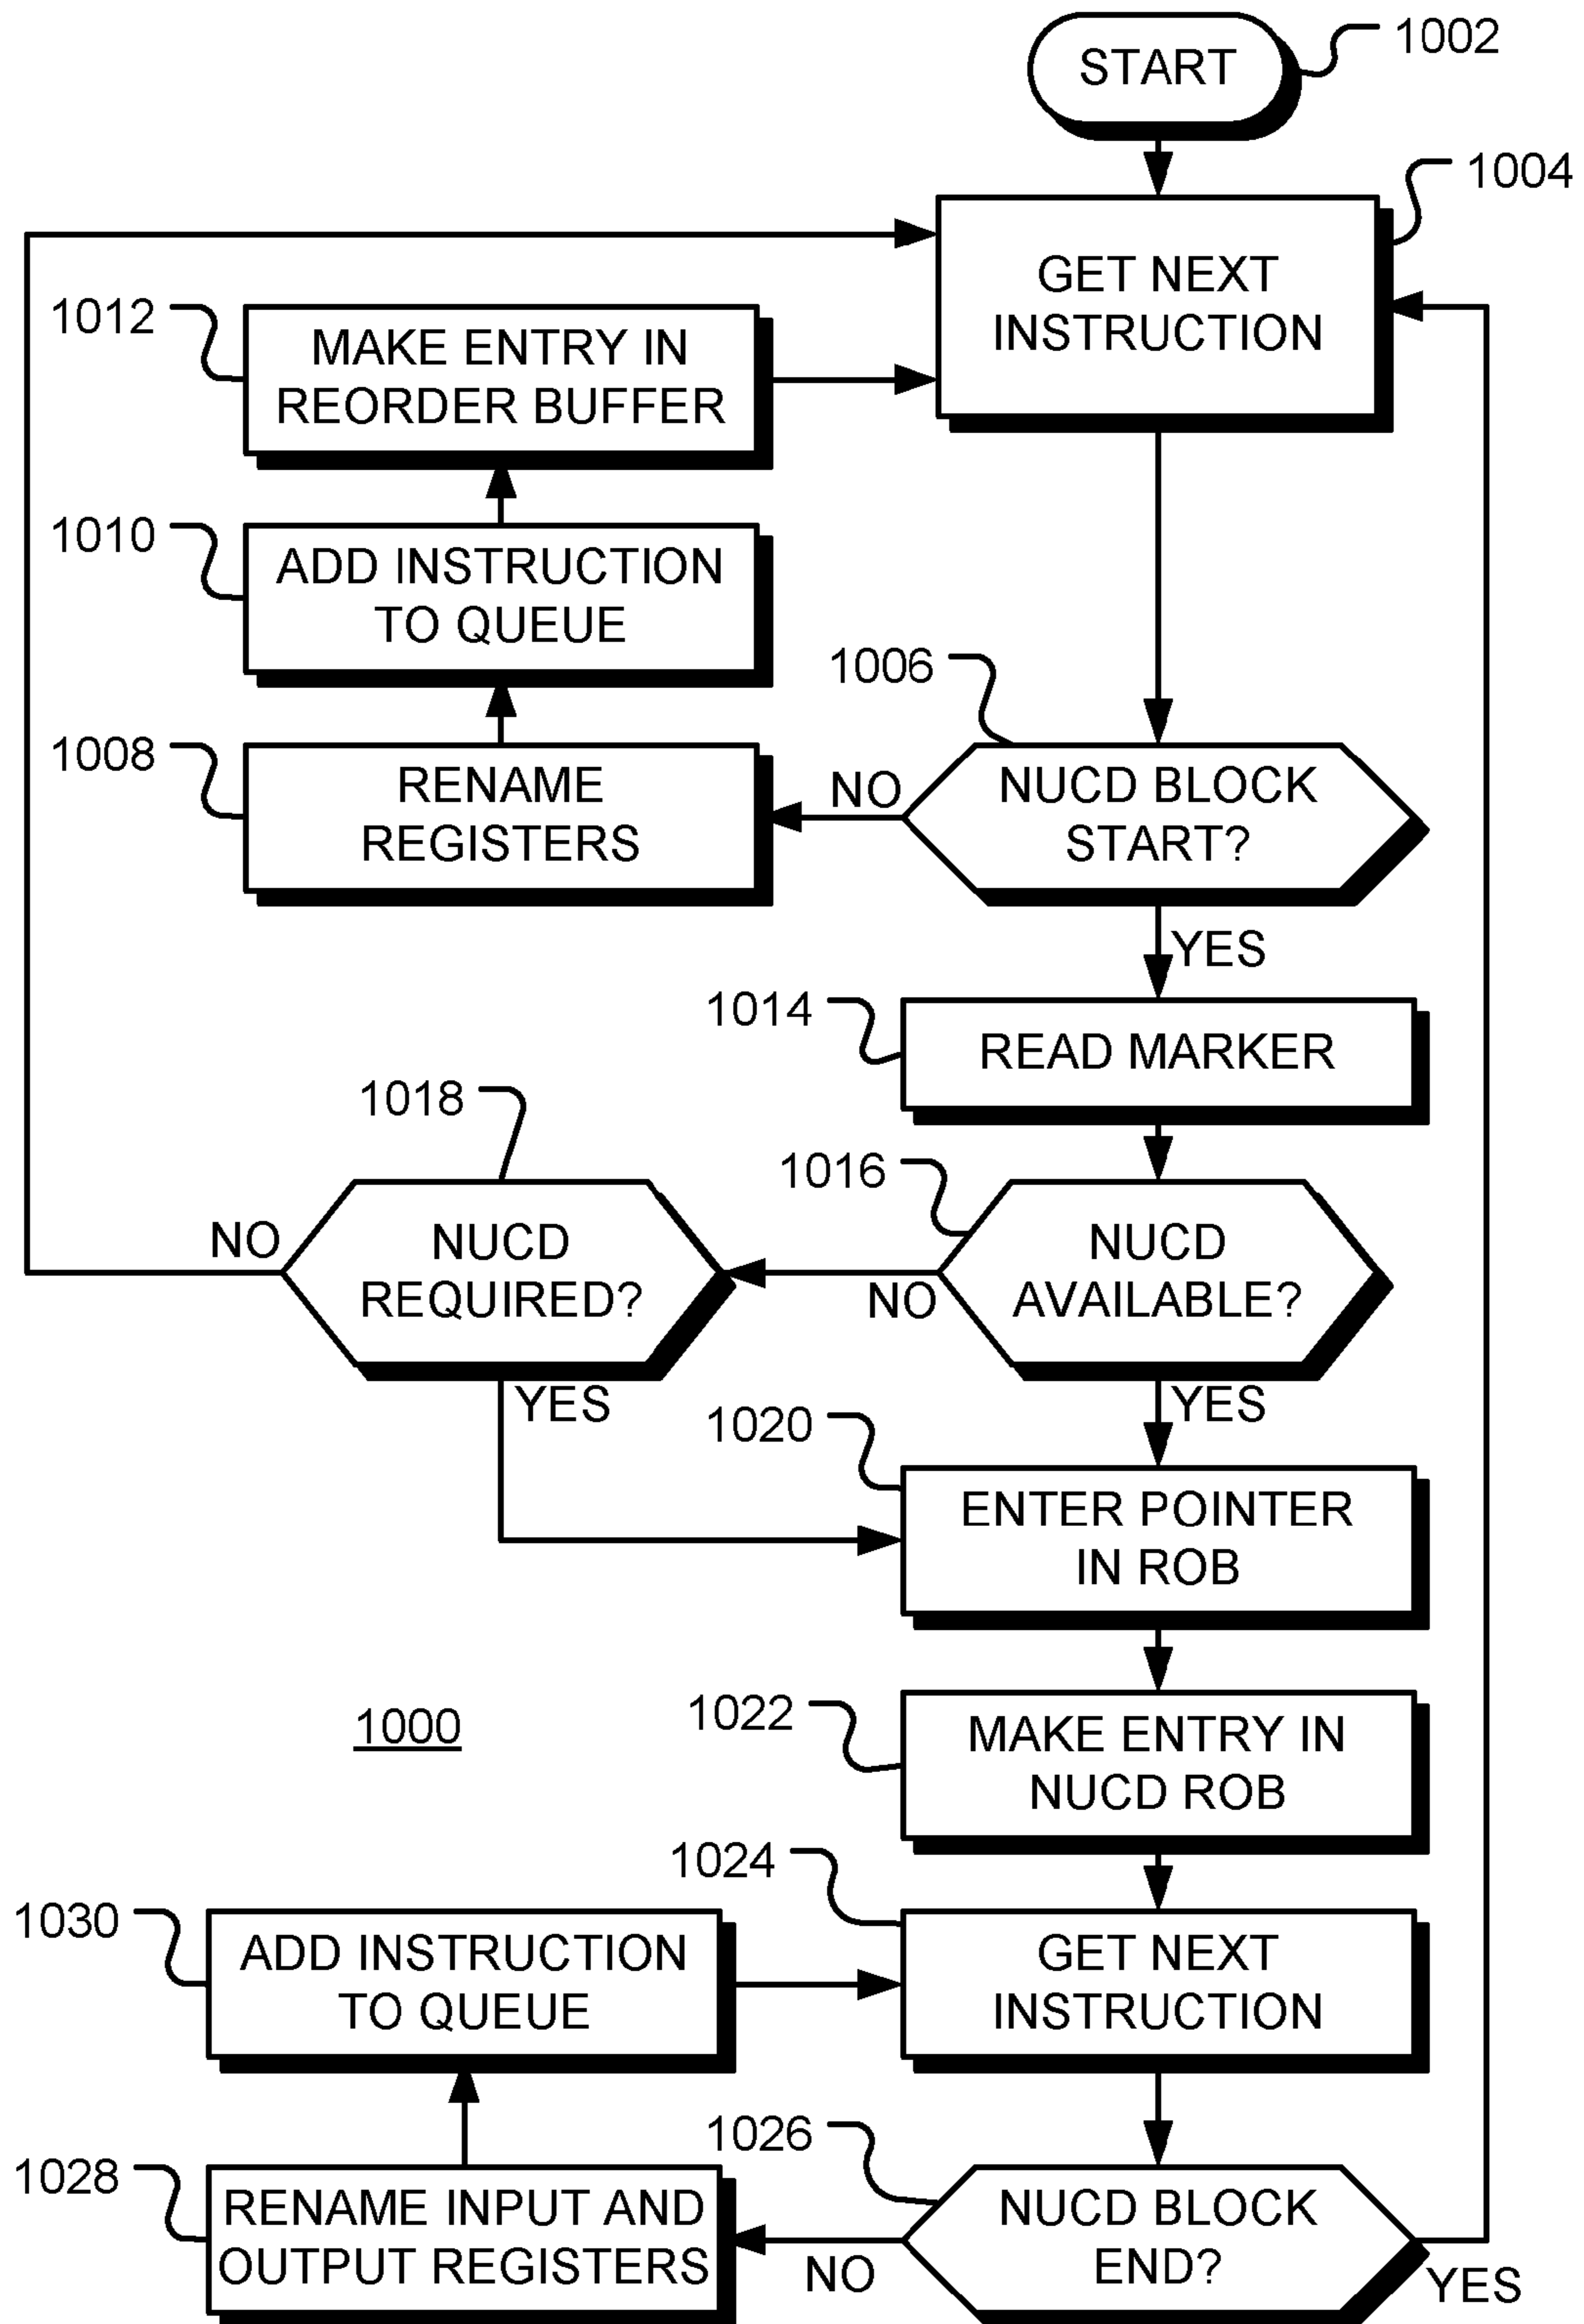 START
1002
1004
GET NEXT
INSTRUCTION
1012
MAKE ENTRY IN
REORDER BUFFER
1010
ADD INSTRUCTION
TO QUEUE
1006
1008
RENAME
REGISTERS
NO
NUCD BLOCK
START?
YES
1014
READ MARKER
1018
1016
NO
NUCD
REQUIRED?
NO
NUCD
AVAILABLE?
YES
YES
1020
ENTER POINTER
IN ROB
1000
1022
MAKE ENTRY IN
NUCD ROB
1024
1030
ADD INSTRUCTION
TO QUEUE
GET NEXT
INSTRUCTION
1026
1028
RENAME INPUT AND
OUTPUT REGISTERS
NO
NUCD BLOCK
END?
YES